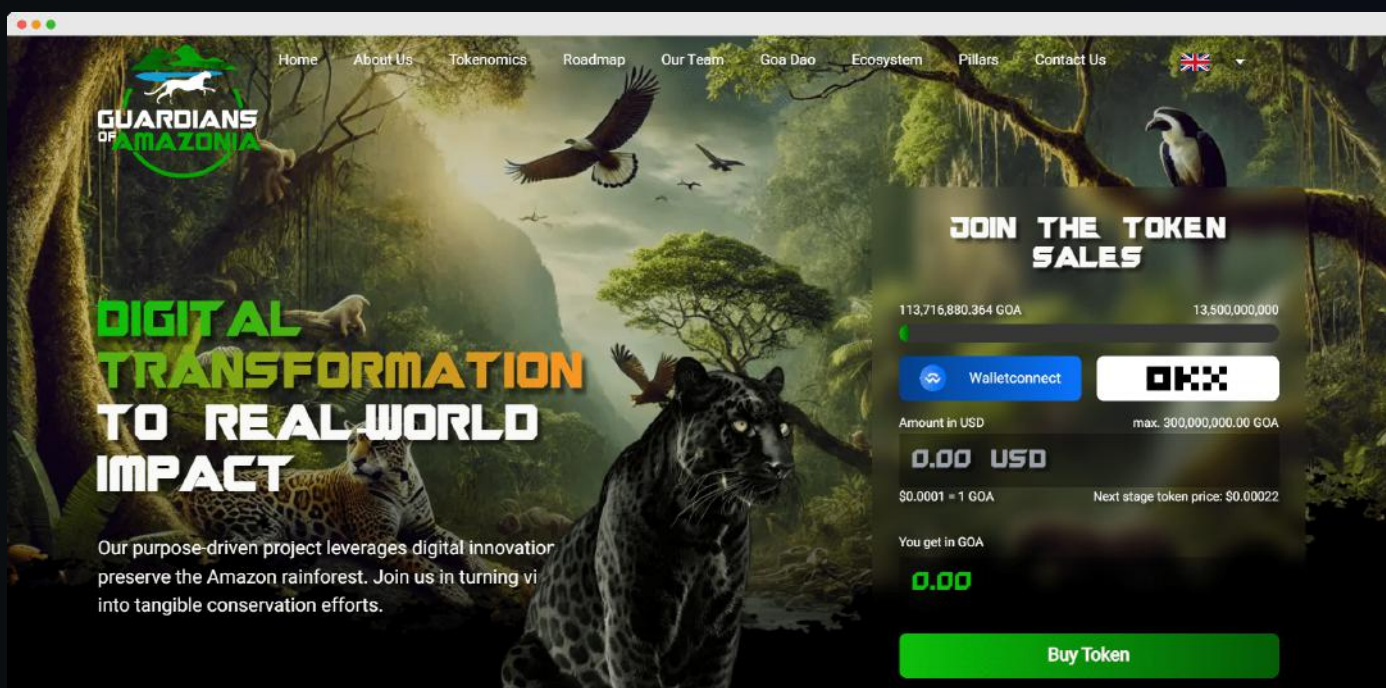 Home About Us Tokenomics Roadmap Our Team Goa Dao Ecosystem Pillars Contact Us
GUARDIANS
OF AMAZONIA
JOIN THE TOKEN
SALES
113,716,880.364 GOA 13,500,000,000
Walletconnect OKX
Amount in USD max. 300,000,000.00 GOA
0.00 USD
$0.0001 = 1 GOA Next stage token price: $0.00022
You get in GOA
0.00
Buy Token
DIGITAL
TRANSFORMATION
TO REAL-WORLD
IMPACT
Our purpose-driven project leverages digital innovation
preserve the Amazon rainforest. Join us in turning vi
into tangible conservation efforts.